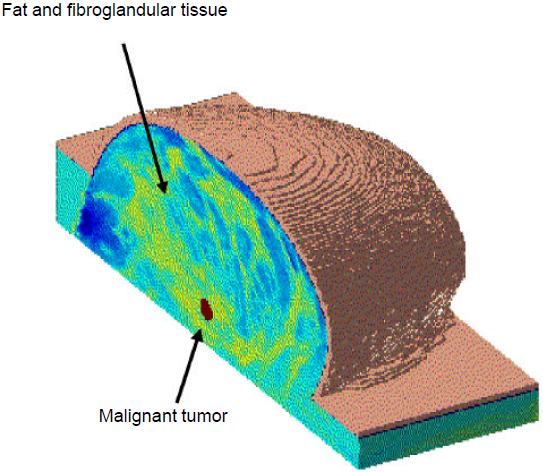 Fat and fibroglandular tissue
Malignant tumor